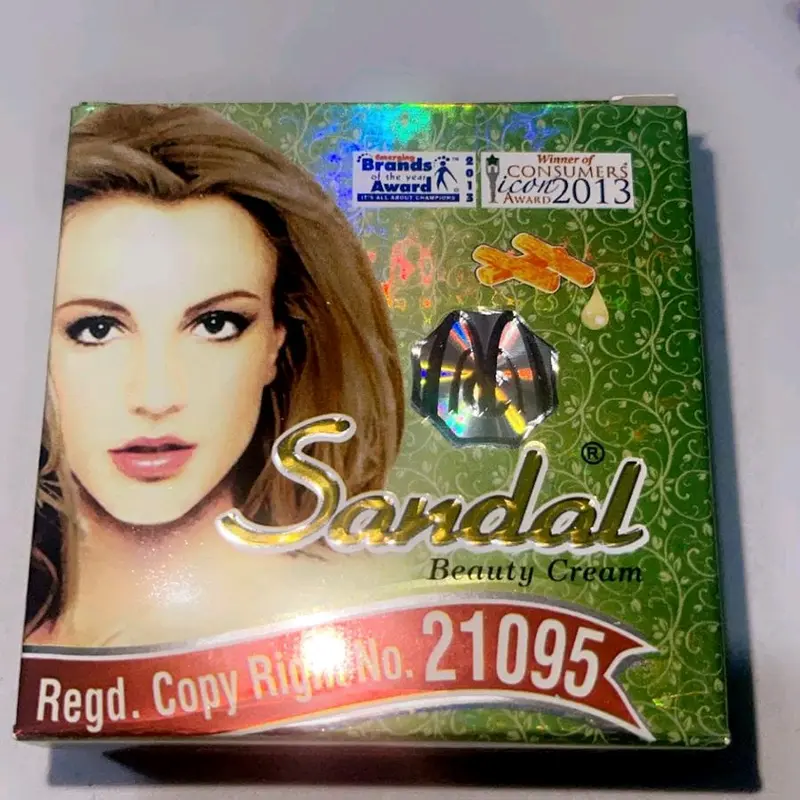 Emerging
Brands
of the year
Award
IT'S ALL ABOUT CHAMPIONS
™
2013
®
Winner of
CONSUMERS
icon 2013
AWARD
Sandal®
Beauty Cream
Regd. Copy Right No. 21095